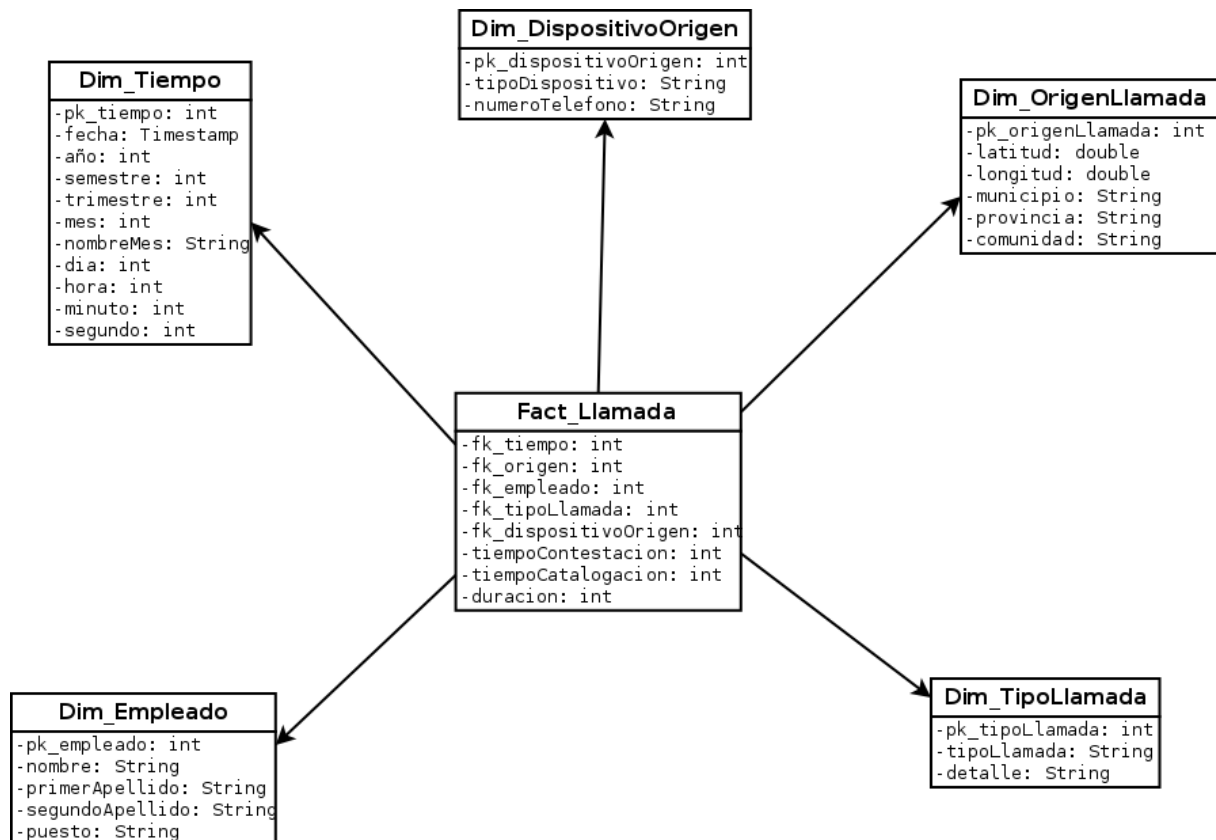 Dim_DispositivoOrigen
-pk_dispositivoOrigen: int
-tipoDispositivo: String
-numeroTelefono: String
Dim_Tiempo
-pk_tiempo: int
-fecha: Timestamp
-año: int
-semestre: int
-trimestre: int
-mes: int
-nombreMes: String
-dia: int
-hora: int
-minuto: int
-segundo: int
Dim_OrigenLlamada
-pk_origenLlamada: int
-latitud: double
-longitud: double
-municipio: String
-provincia: String
-comunidad: String
Fact_Llamada
-fk_tiempo: int
-fk_origen: int
-fk_empleado: int
-fk_tipoLlamada: int
-fk_dispositivoOrigen: int
-tiempoContestacion: int
-tiempoCatalogacion: int
-duracion: int
Dim_Empleado
-pk_empleado: int
-nombre: String
-primerApellido: String
-segundoApellido: String
-puesto: String
Dim_TipoLlamada
-pk_tipoLlamada: int
-tipoLlamada: String
-detalle: String